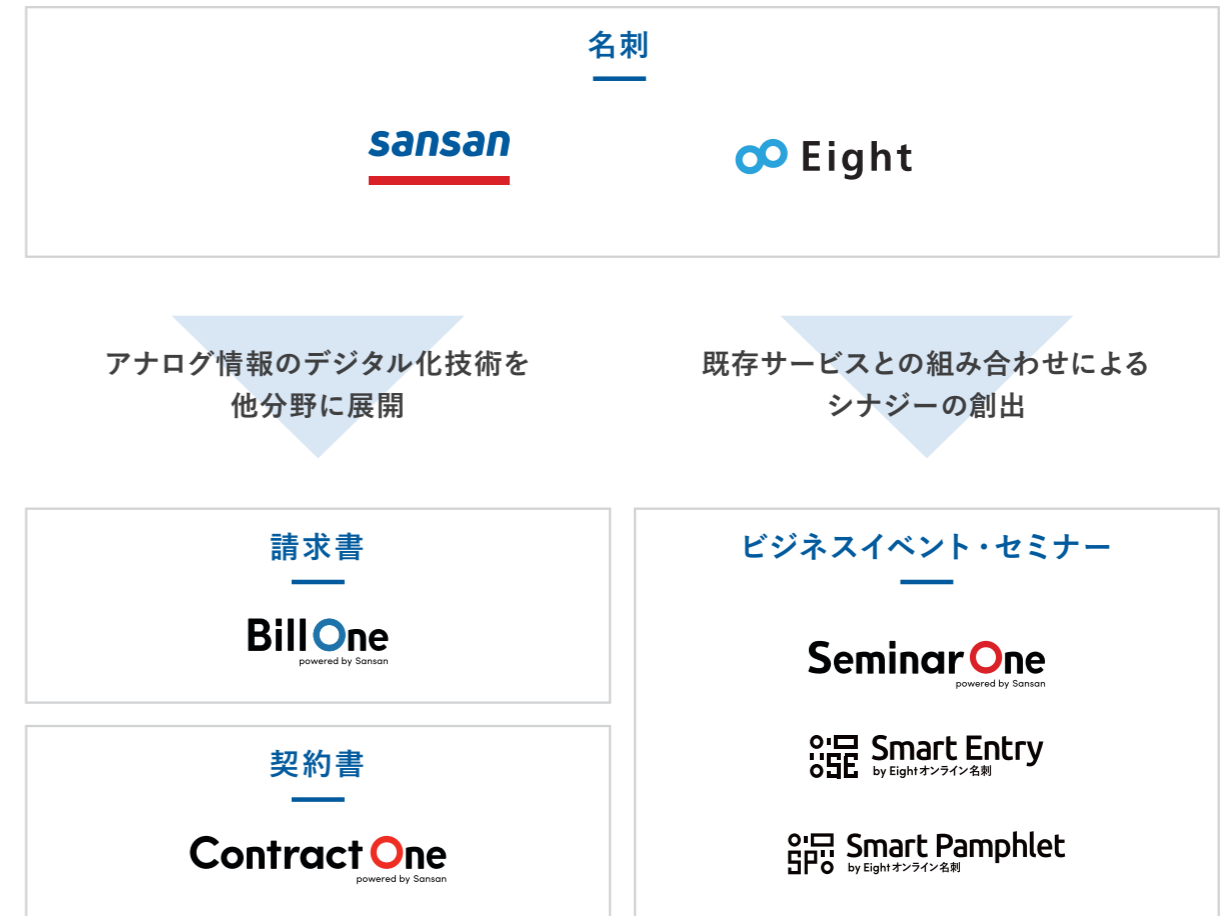 名刺
sansan
Eight
アナログ情報のデジタル化技術を
他分野に展開
既存サービスとの組み合わせによる
シナジーの創出
請求書
Bill One
powered by Sansan
契約書
Contract One
powered by Sansan
ビジネスイベント・セミナー
Seminar One
powered by Sansan
SE
Smart Entry
by Eightオンライン名刺
SP
Smart Pamphlet
by Eightオンライン名刺